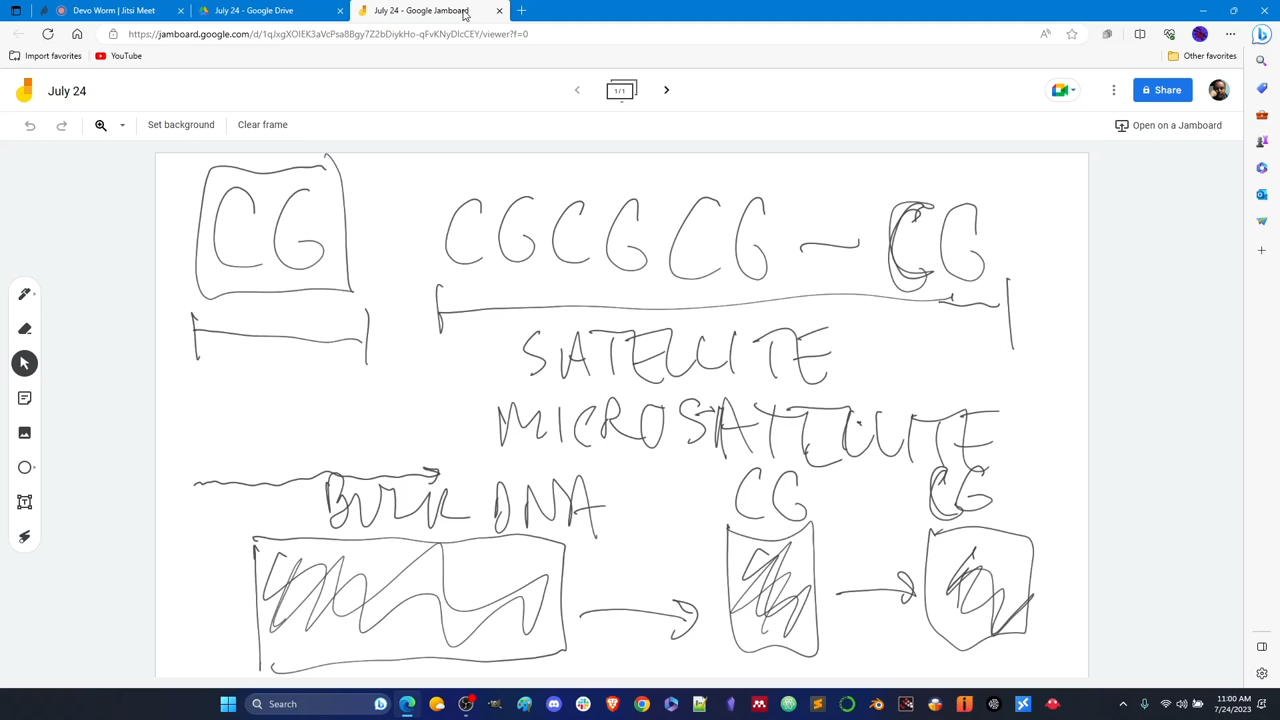 Devo Worm | Jitsi Meet
July 24 - Google Drive
July 24 - Google Jamboard
https://jamboard.google.com/d/1qJxgXOIEK3aVcPsa8Bgy7Z2bDiykHo-qFvKNyDIcCEY/viewer?f=0
Import favorites
YouTube
Other favorites
July 24
1/1
Share
Set background
Clear frame
Open on a Jamboard
CG
CGCGCG ~ CG
SATELLITE
MICROSATELLITE
BULK DNA
CG
CG
Search
11:00 AM
7/24/2023